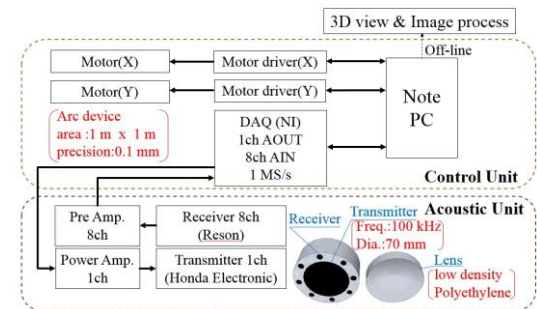 3D view & Image process
Off-line
Motor(X)
Motor driver(X)
Motor(Y)
Motor driver(Y)
Note
PC
Arc device
area :1 m x 1 m
precision:0.1 mm
DAQ (NI)
1ch AOUT
8ch AIN
1 MS/s
Control Unit
Acoustic Unit
Pre Amp.
8ch
Receiver 8ch
(Reson)
Power Amp.
1ch
Transmitter 1ch
(Honda Electronic)
Receiver
Transmitter
Freq.:100 kHz
Dia.:70 mm
Lens
low density
Polyethylene